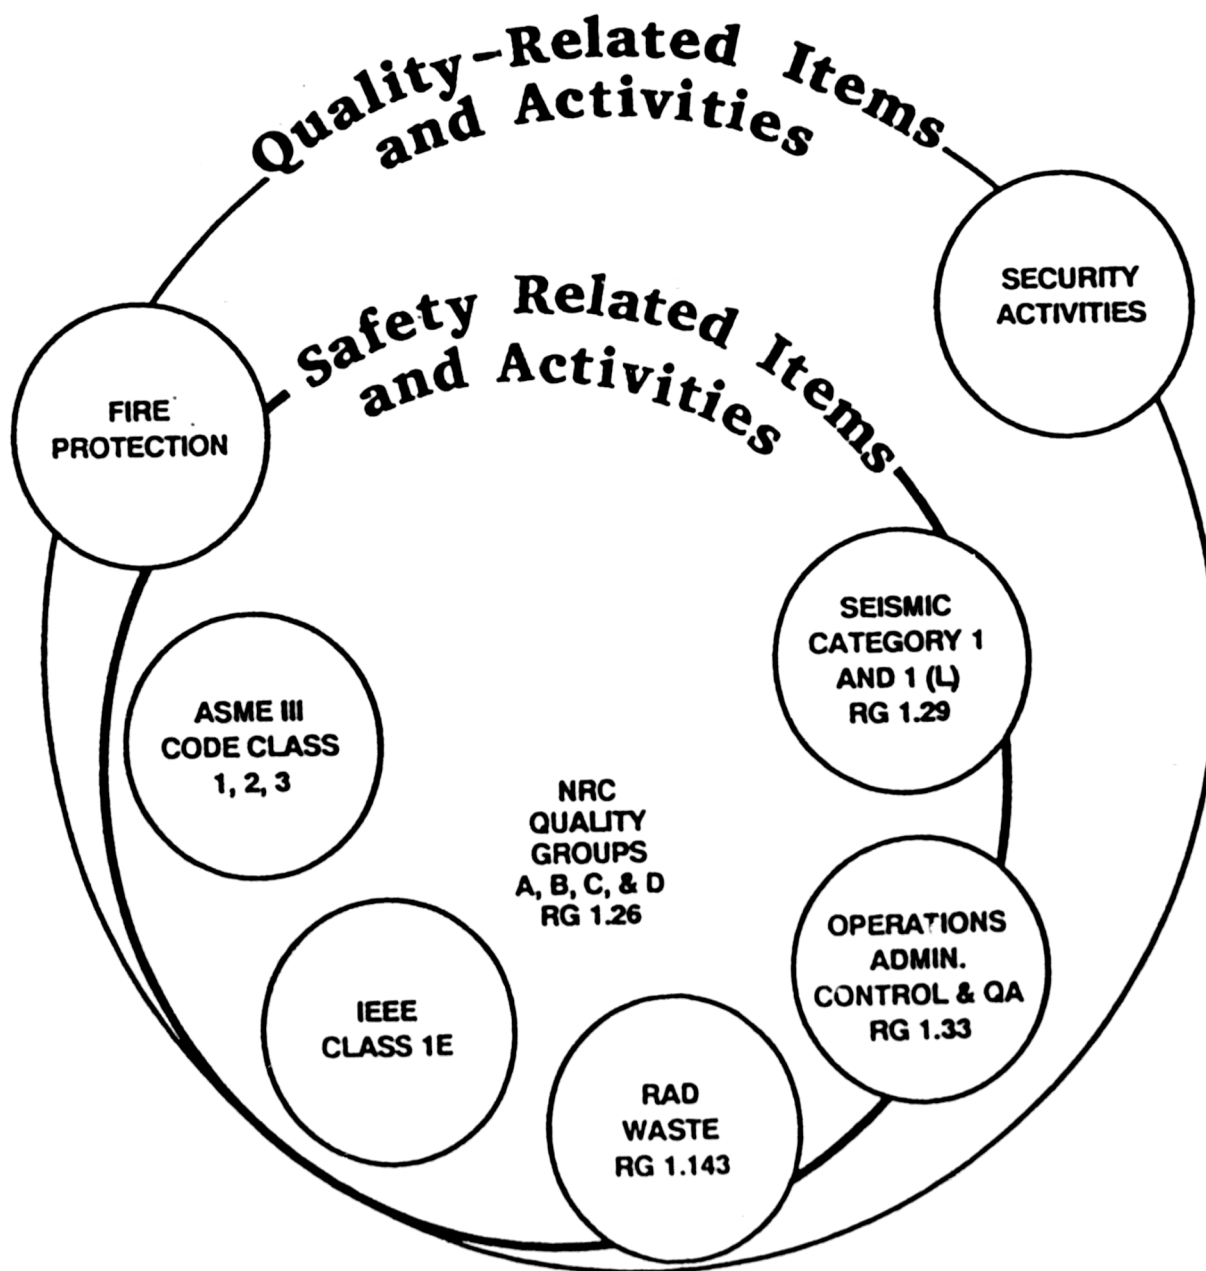 Quality-Related Items
and Activities
SECURITY
ACTIVITIES
Safety Related Items
and Activities
FIRE
PROTECTION
SEISMIC
CATEGORY 1
AND 1 (L)
RG 1.29
ASME III
CODE CLASS
1, 2, 3
NRC
QUALITY
GROUPS
A, B, C, & D
RG 1.26
OPERATIONS
ADMIN.
CONTROL & QA
RG 1.33
IEEE
CLASS 1E
RAD
WASTE
RG 1.143